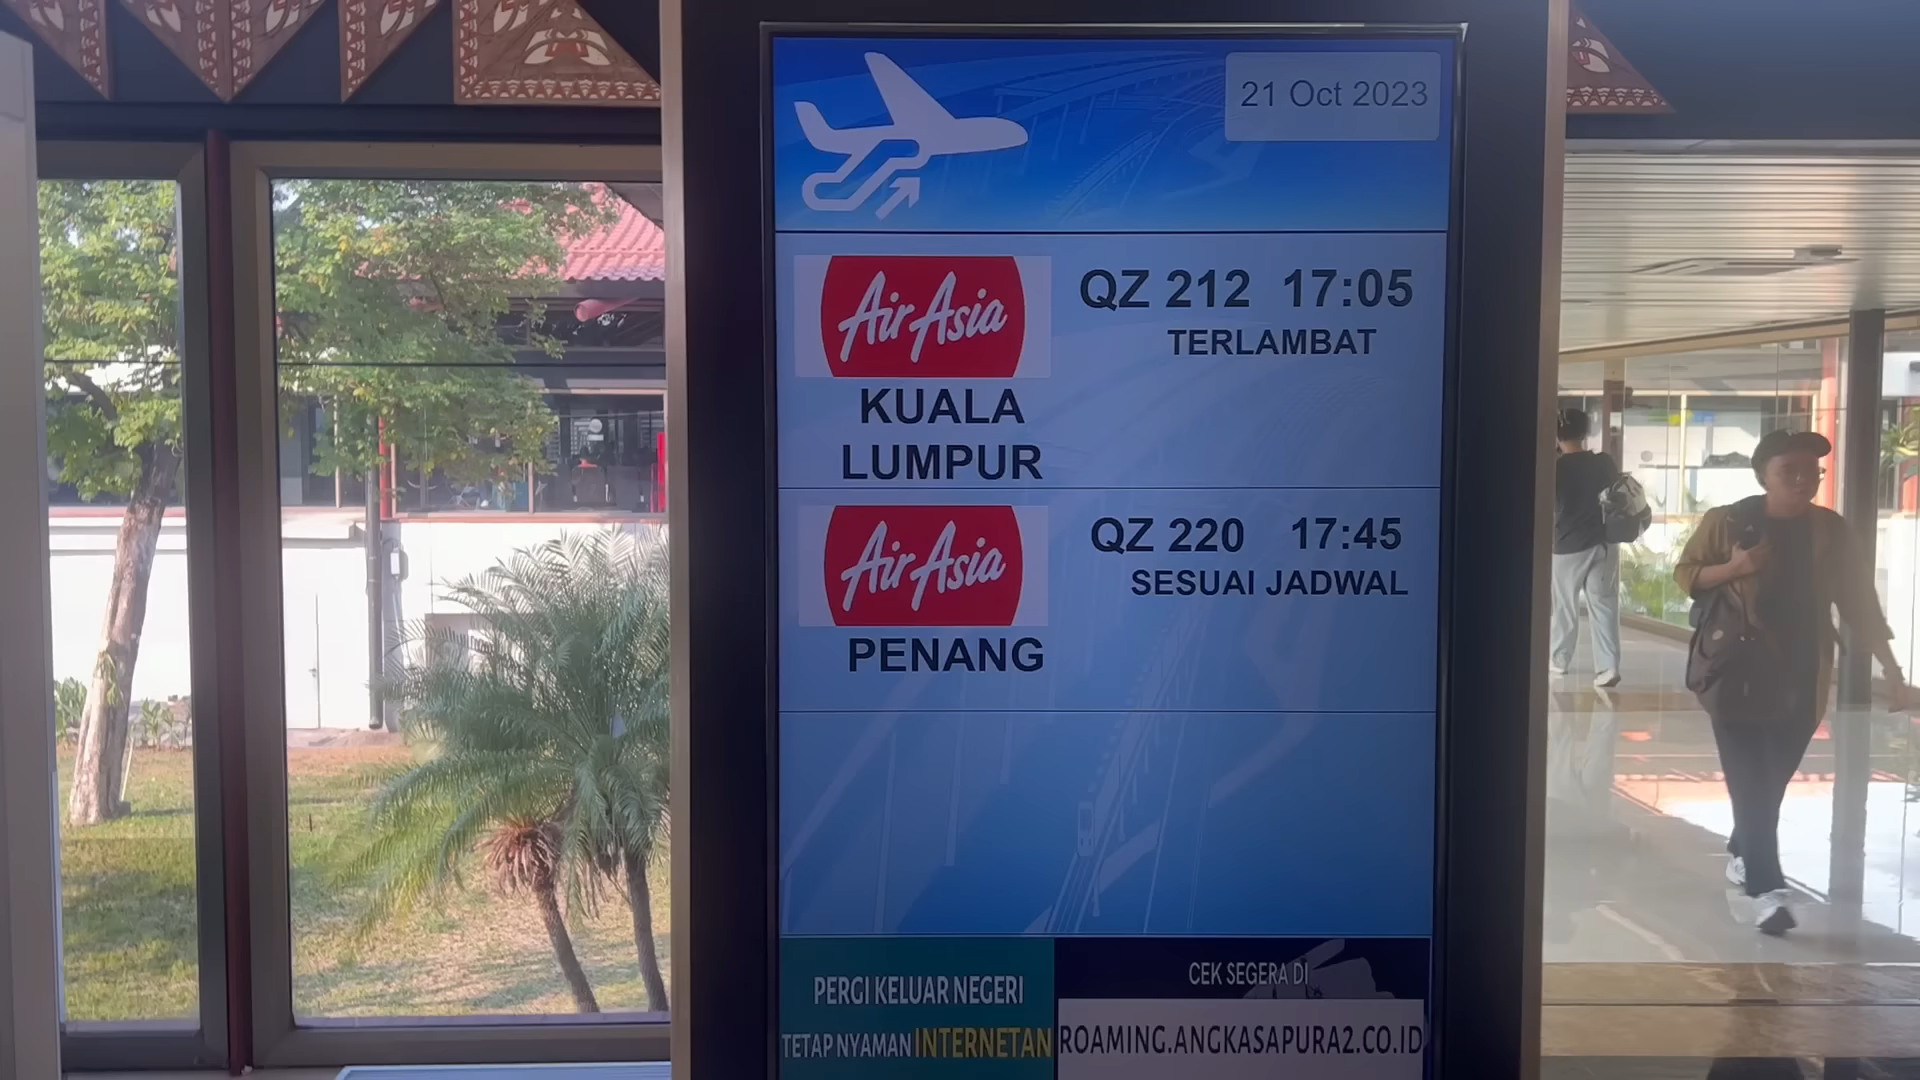 21 Oct 2023
AirAsia
QZ 212 17:05
TERLAMBAT
KUALA
LUMPUR
AirAsia
QZ 220 17:45
SESUAI JADWAL
PENANG
PERGI KELUAR NEGERI
TETAP NYAMAN INTERNETAN
CEK SEGERA DI
ROAMING.ANGKASAPURA2.CO.ID